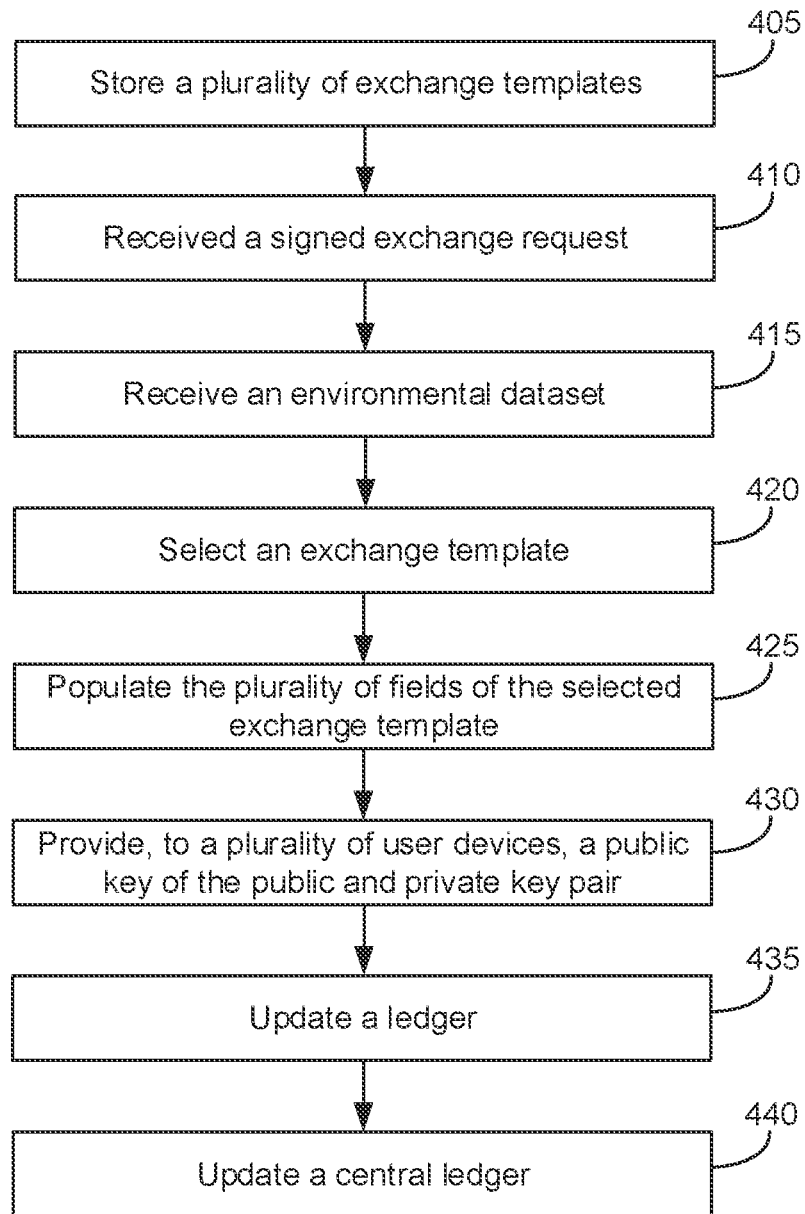 405
Store a plurality of exchange templates
410
Received a signed exchange request
415
Receive an environmental dataset
420
Select an exchange template
425
Populate the plurality of fields of the selected
exchange template
430
Provide, to a plurality of user devices, a public
key of the public and private key pair
435
Update a ledger
440
Update a central ledger